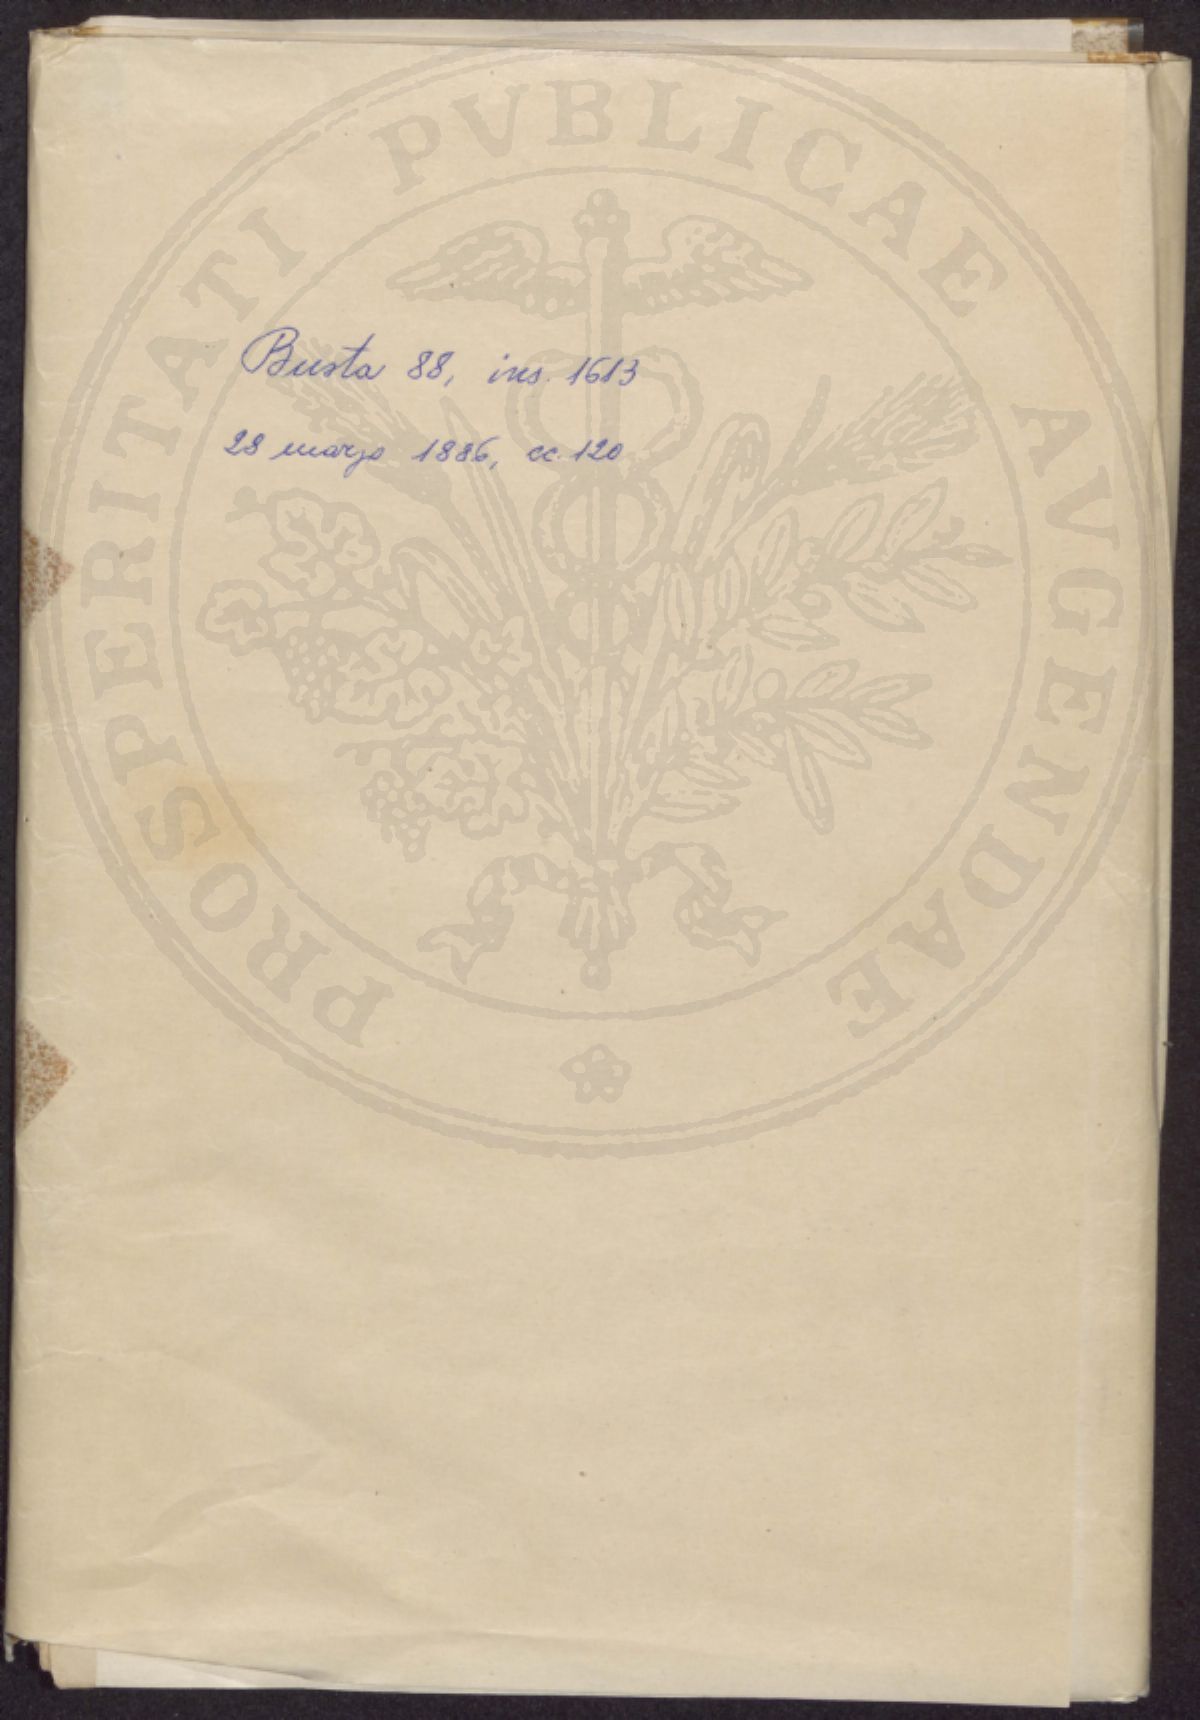 PROSPERITATI PVBLICAE AVGENDAE
Busta 88, ins. 1613
28 marzo 1886, cc. 120